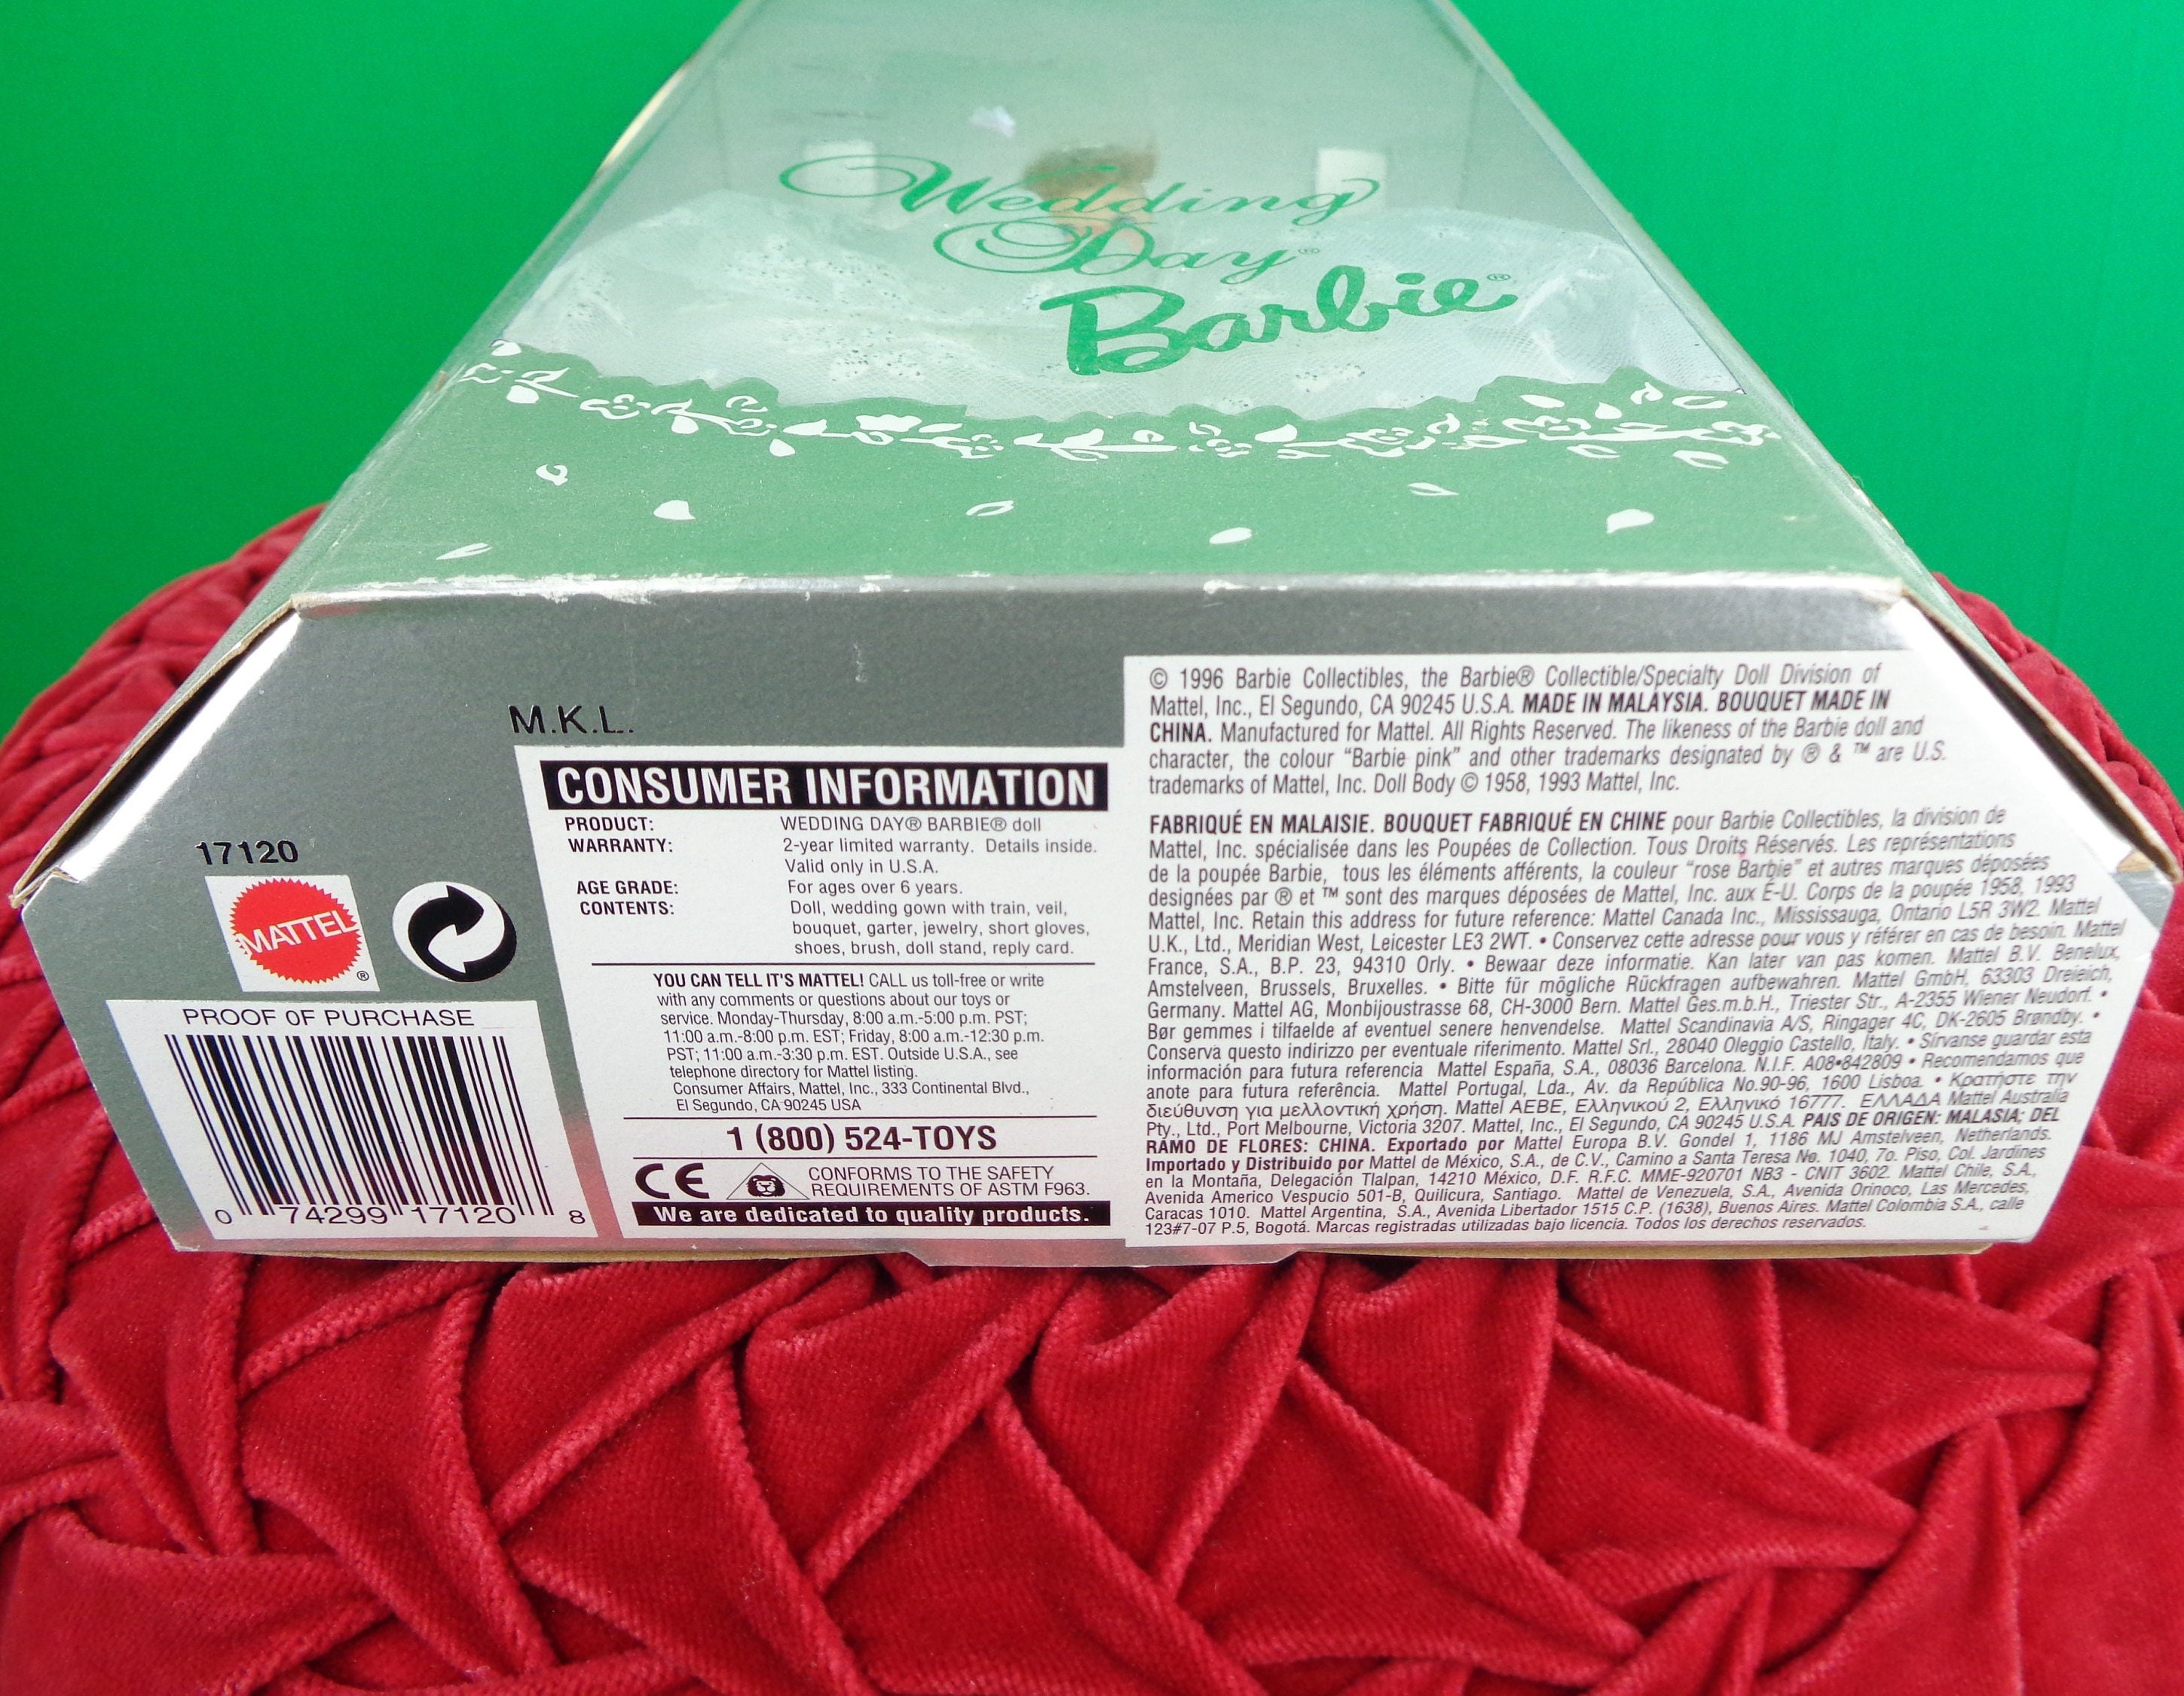 Wedding
Day®
Barbie®
M.K.L.
17120
MATTEL
®
PROOF OF PURCHASE
0 74299 17120 8
CONSUMER INFORMATION
PRODUCT: WEDDING DAY® BARBIE® doll
WARRANTY: 2-year limited warranty. Details inside.
Valid only in U.S.A.
AGE GRADE: For ages over 6 years.
CONTENTS: Doll, wedding gown with train, veil,
bouquet, garter, jewelry, short gloves,
shoes, brush, doll stand, reply card.
YOU CAN TELL IT'S MATTEL! CALL us toll-free or write
with any comments or questions about our toys or
service. Monday-Thursday, 8:00 a.m.-5:00 p.m. PST;
11:00 a.m.-8:00 p.m. EST; Friday, 8:00 a.m.-12:30 p.m.
PST; 11:00 a.m.-3:30 p.m. EST. Outside U.S.A., see
telephone directory for Mattel listing.
Consumer Affairs, Mattel, Inc., 333 Continental Blvd.,
El Segundo, CA 90245 USA
1 (800) 524-TOYS
CE CONFORMS TO THE SAFETY
REQUIREMENTS OF ASTM F963.
We are dedicated to quality products.
© 1996 Barbie Collectibles, the Barbie® Collectible/Specialty Doll Division of
Mattel, Inc., El Segundo, CA 90245 U.S.A. MADE IN MALAYSIA. BOUQUET MADE IN
CHINA. Manufactured for Mattel. All Rights Reserved. The likeness of the Barbie doll and
character, the colour "Barbie pink" and other trademarks designated by ® & ™ are U.S.
trademarks of Mattel, Inc. Doll Body © 1958, 1993 Mattel, Inc.
FABRIQUÉ EN MALAISIE. BOUQUET FABRIQUÉ EN CHINE pour Barbie Collectibles, la division de
Mattel, Inc. spécialisée dans les Poupées de Collection. Tous Droits Réservés. Les représentations
de la poupée Barbie, tous les éléments afférents, la couleur "rose Barbie" et autres marques déposées
designées par ® et ™ sont des marques déposées de Mattel, Inc. aux É-U. Corps de la poupée 1958, 1993
Mattel, Inc. Retain this address for future reference: Mattel Canada Inc., Mississauga, Ontario L5R 3W2. Mattel
U.K., Ltd., Meridian West, Leicester LE3 2WT. • Conservez cette adresse pour vous y référer en cas de besoin. Mattel
France, S.A., B.P. 23, 94310 Orly. • Bewaar deze informatie. Kan later van pas komen. Mattel B.V. Benelux,
Amstelveen, Brussels, Bruxelles. • Bitte für mögliche Rückfragen aufbewahren. Mattel GmbH, 63303 Dreieich,
Germany. Mattel AG, Monbijoustrasse 68, CH-3000 Bern. Mattel Ges.m.b.H., Triester Str., A-2355 Wiener Neudorf. •
Bør gemmes i tilfaelde af eventuel senere henvendelse. Mattel Scandinavia A/S, Ringager 4C, DK-2605 Brøndby. •
Conserva questo indirizzo per eventuale riferimento. Mattel Srl., 28040 Oleggio Castello, Italy. • Sírvanse guardar esta
información para futura referencia Mattel España, S.A., 08036 Barcelona. N.I.F. A08•842809 • Recomendamos que
anote para futura referência. Mattel Portugal, Lda., Av. da República No.90-96, 1600 Lisboa. • Κρατήστε την
διεύθυνση για μελλοντική χρήση. Mattel AEBE, Ελληνικού 2, Ελληνικό 16777. ΕΛΛΑΔΑ Mattel Australia
Pty., Ltd., Port Melbourne, Victoria 3207. Mattel, Inc., El Segundo, CA 90245 U.S.A. PAIS DE ORIGEN: MALASIA; DEL
RAMO DE FLORES: CHINA. Exportado por Mattel Europa B.V. Gondel 1, 1186 MJ Amstelveen, Netherlands.
Importado y Distribuido por Mattel de México, S.A., de C.V., Camino a Santa Teresa No. 1040, 7o. Piso, Col. Jardines
en la Montaña, Delegación Tlalpan, 14210 México, D.F. R.F.C. MME-920701 NB3 - CNIT 3602. Mattel Chile, S.A.,
Avenida Americo Vespucio 501-B, Quilicura, Santiago. Mattel de Venezuela, S.A., Avenida Orinoco, Las Mercedes,
Caracas 1010. Mattel Argentina, S.A., Avenida Libertador 1515 C.P. (1638), Buenos Aires. Mattel Colombia S.A., calle
123#7-07 P.5, Bogotá. Marcas registradas utilizadas bajo licencia. Todos los derechos reservados.